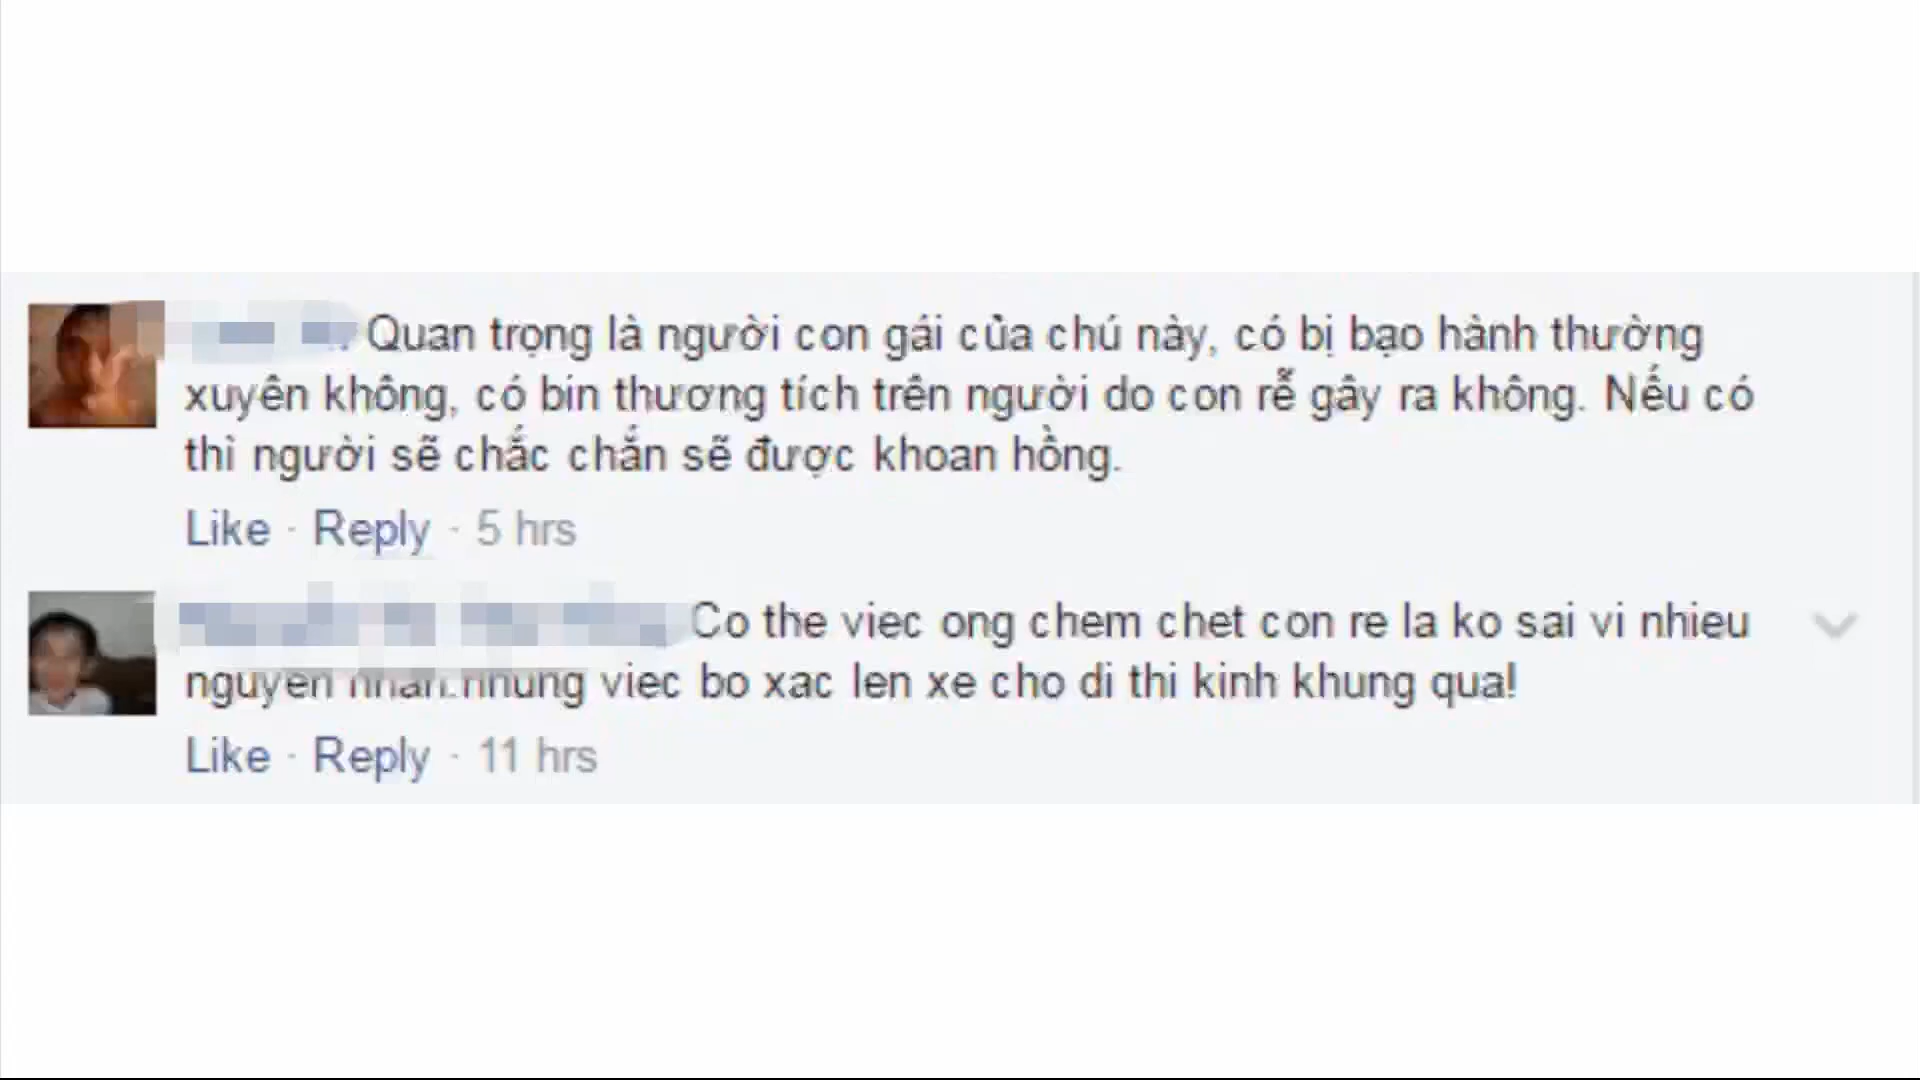 Quan trọng là người con gái của chú này, có bị bạo hành thường
xuyên không, có bin thương tích trên người do con rễ gây ra không. Nếu có
thì người sẽ chắc chắn sẽ được khoan hồng.
Like · Reply · 5 hrs
Co the viec ong chem chet con re la ko sai vi nhieu
nguyen nhan.nhung viec bo xac len xe cho di thi kinh khung qua!
Like · Reply · 11 hrs